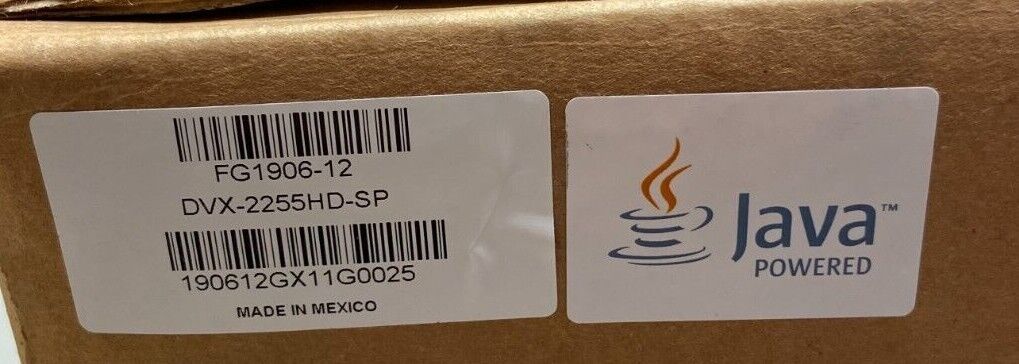 FG1906-12
DVX-2255HD-SP
190612GX11G0025
MADE IN MEXICO
Java™
POWERED